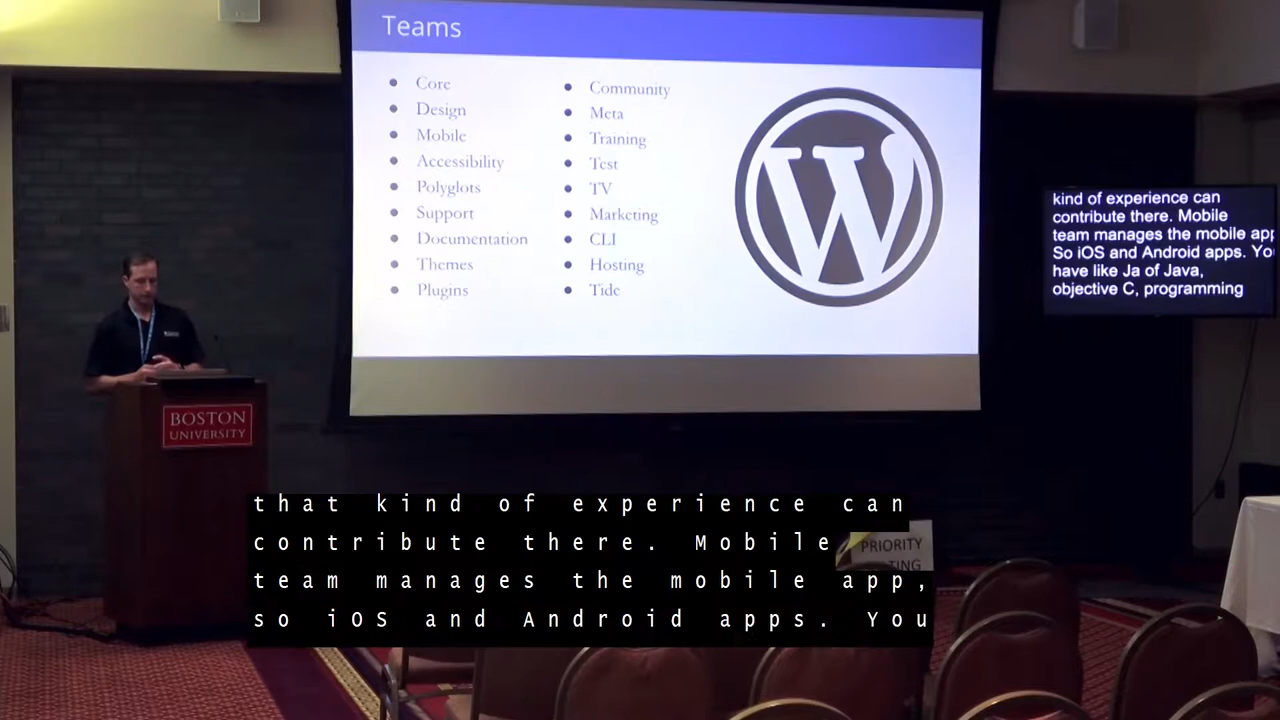 Teams
Core
Design
Mobile
Accessibility
Polyglots
Support
Documentation
Themes
Plugins
Community
Meta
Training
Test
TV
Marketing
CLI
Hosting
Tide
kind of experience can
contribute there. Mobile
team manages the mobile app
So iOS and Android apps. You
have like Ja of Java,
objective C, programming
BOSTON
UNIVERSITY
that kind of experience can
contribute there. Mobile
team manages the mobile app,
so iOS and Android apps. You
PRIORITY